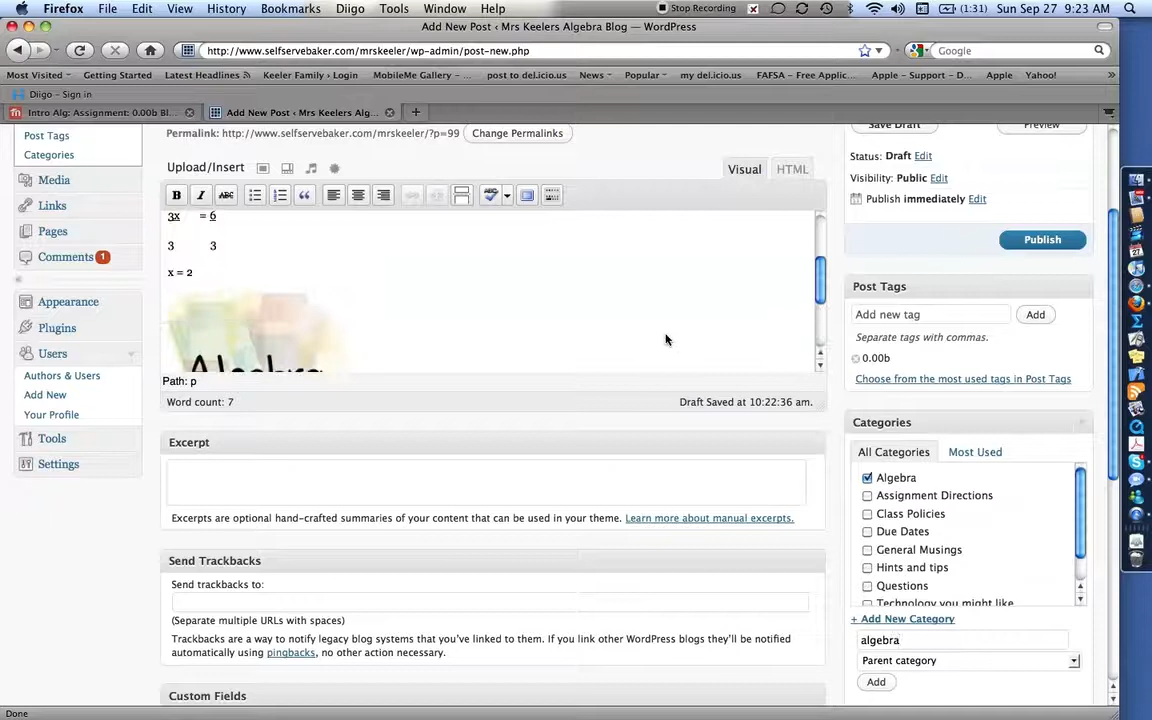 Firefox File Edit View History Bookmarks Diigo Tools Window Help Stop Recording (1:31) Sun Sep 27 9:23 AM
Add New Post ‹ Mrs Keelers Algebra Blog — WordPress
http://www.selfservebaker.com/mrskeeler/wp-admin/post-new.php Google
Most Visited Getting Started Latest Headlines Keeler Family › Login MobileMe Gallery - ... post to del.icio.us News Popular my del.icio.us FAFSA - Free Applic... Apple - Support - D... Apple Yahoo!
Diigo - Sign in
Intro Alg: Assignment: 0.00b Bl... Add New Post ‹ Mrs Keelers Alg...
Post Tags
Categories
Media
Links
Pages
Comments 1
Appearance
Plugins
Users
Authors & Users
Add New
Your Profile
Tools
Settings
Permalink: http://www.selfservebaker.com/mrskeeler/?p=99 Change Permalinks
Upload/Insert Visual HTML
B I ABC
3x = 6
3 3
x = 2
Algebra
Path: p
Word count: 7 Draft Saved at 10:22:36 am.
Excerpt
Excerpts are optional hand-crafted summaries of your content that can be used in your theme. Learn more about manual excerpts.
Send Trackbacks
Send trackbacks to:
(Separate multiple URLs with spaces)
Trackbacks are a way to notify legacy blog systems that you've linked to them. If you link other WordPress blogs they'll be notified
automatically using pingbacks, no other action necessary.
Custom Fields
Save Draft Preview
Status: Draft Edit
Visibility: Public Edit
Publish immediately Edit
Publish
Post Tags
Add new tag Add
Separate tags with commas.
0.00b
Choose from the most used tags in Post Tags
Categories
All Categories Most Used
Algebra
Assignment Directions
Class Policies
Due Dates
General Musings
Hints and tips
Questions
Technology you might like
+ Add New Category
algebra
Parent category
Add
Done